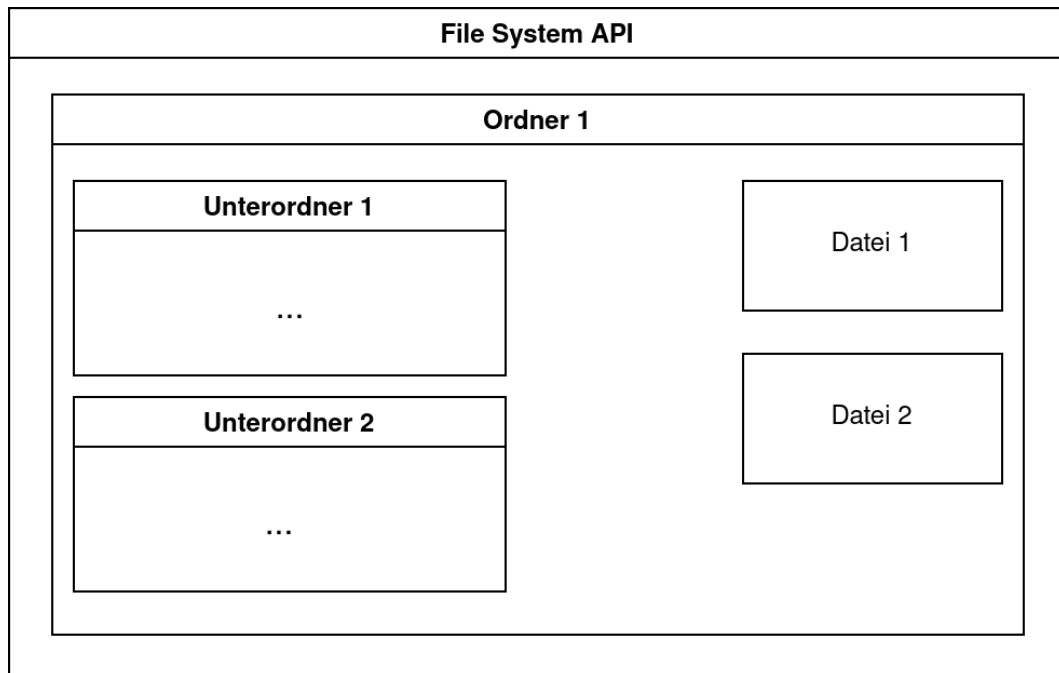 File System API
Ordner 1
Unterordner 1
...
Unterordner 2
...
Datei 1
Datei 2